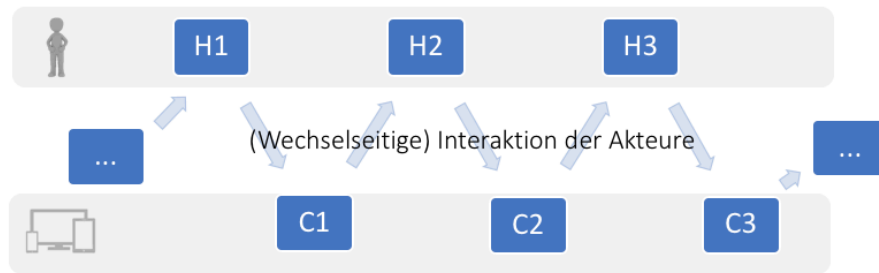 H1
H2
H3
...
(Wechselseitige) Interaktion der Akteure
...
C1
C2
C3